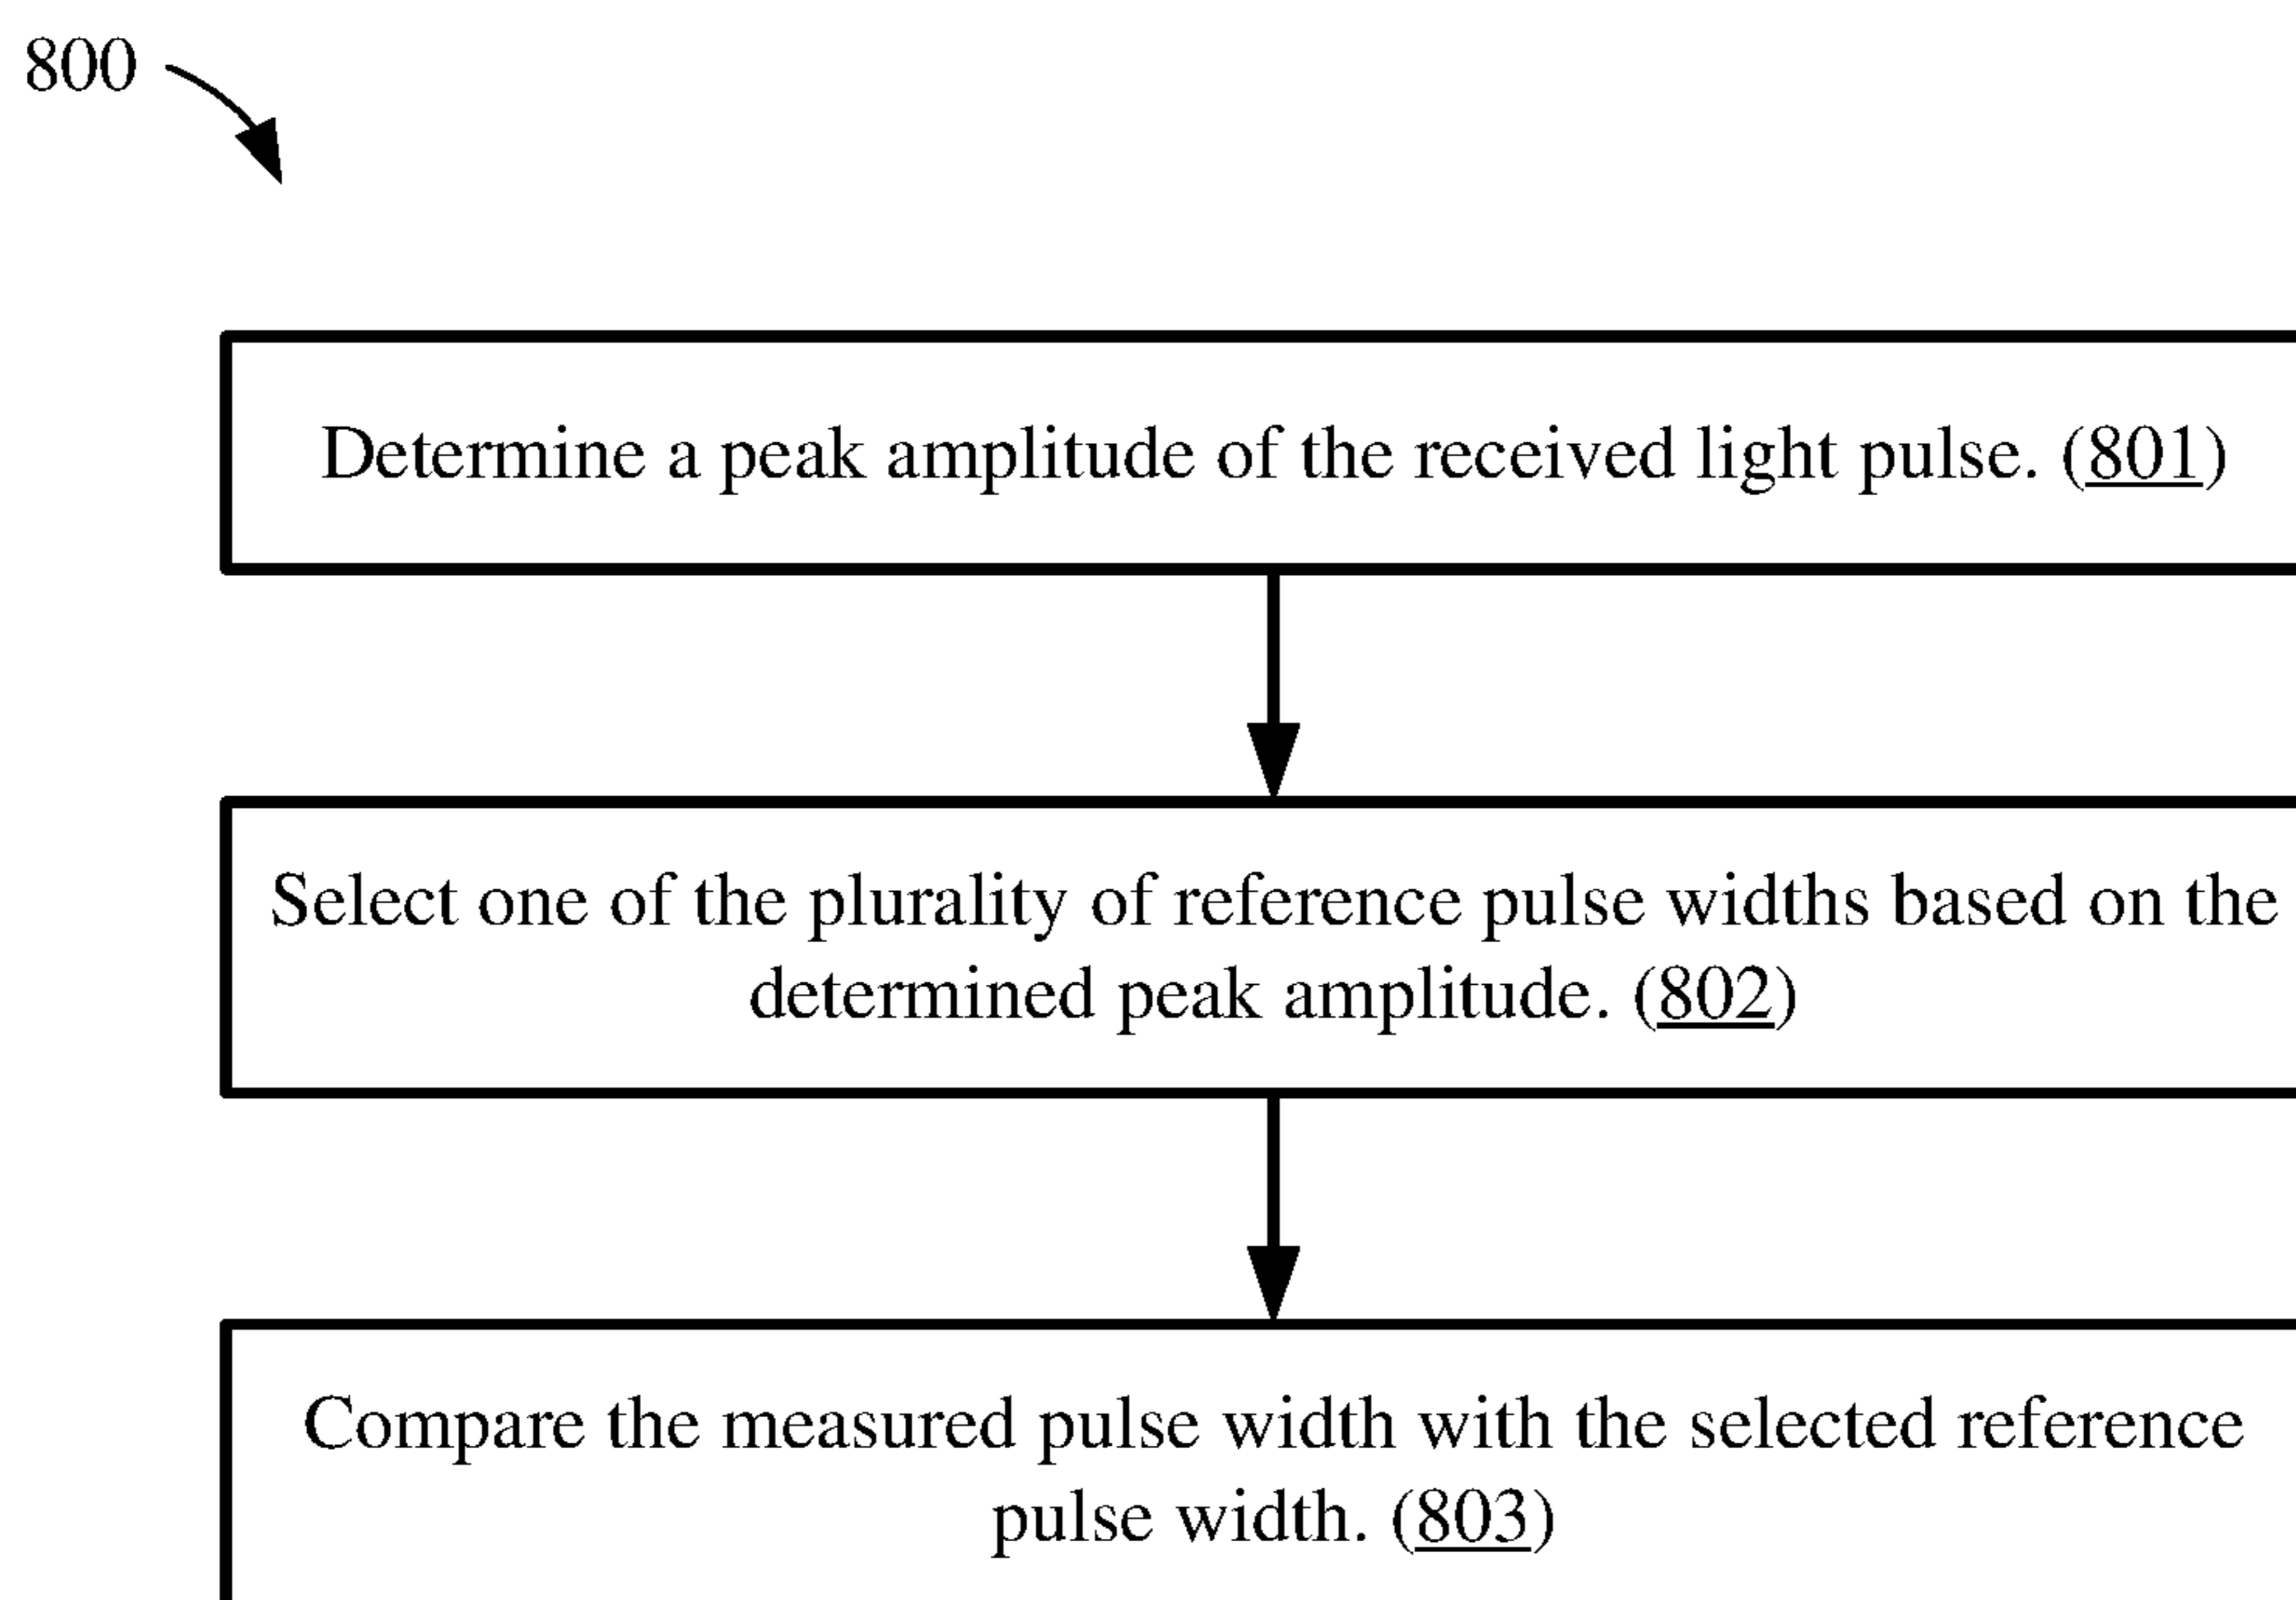 800
Determine a peak amplitude of the received light pulse. (801)
Select one of the plurality of reference pulse widths based on the
determined peak amplitude. (802)
Compare the measured pulse width with the selected reference
pulse width. (803)